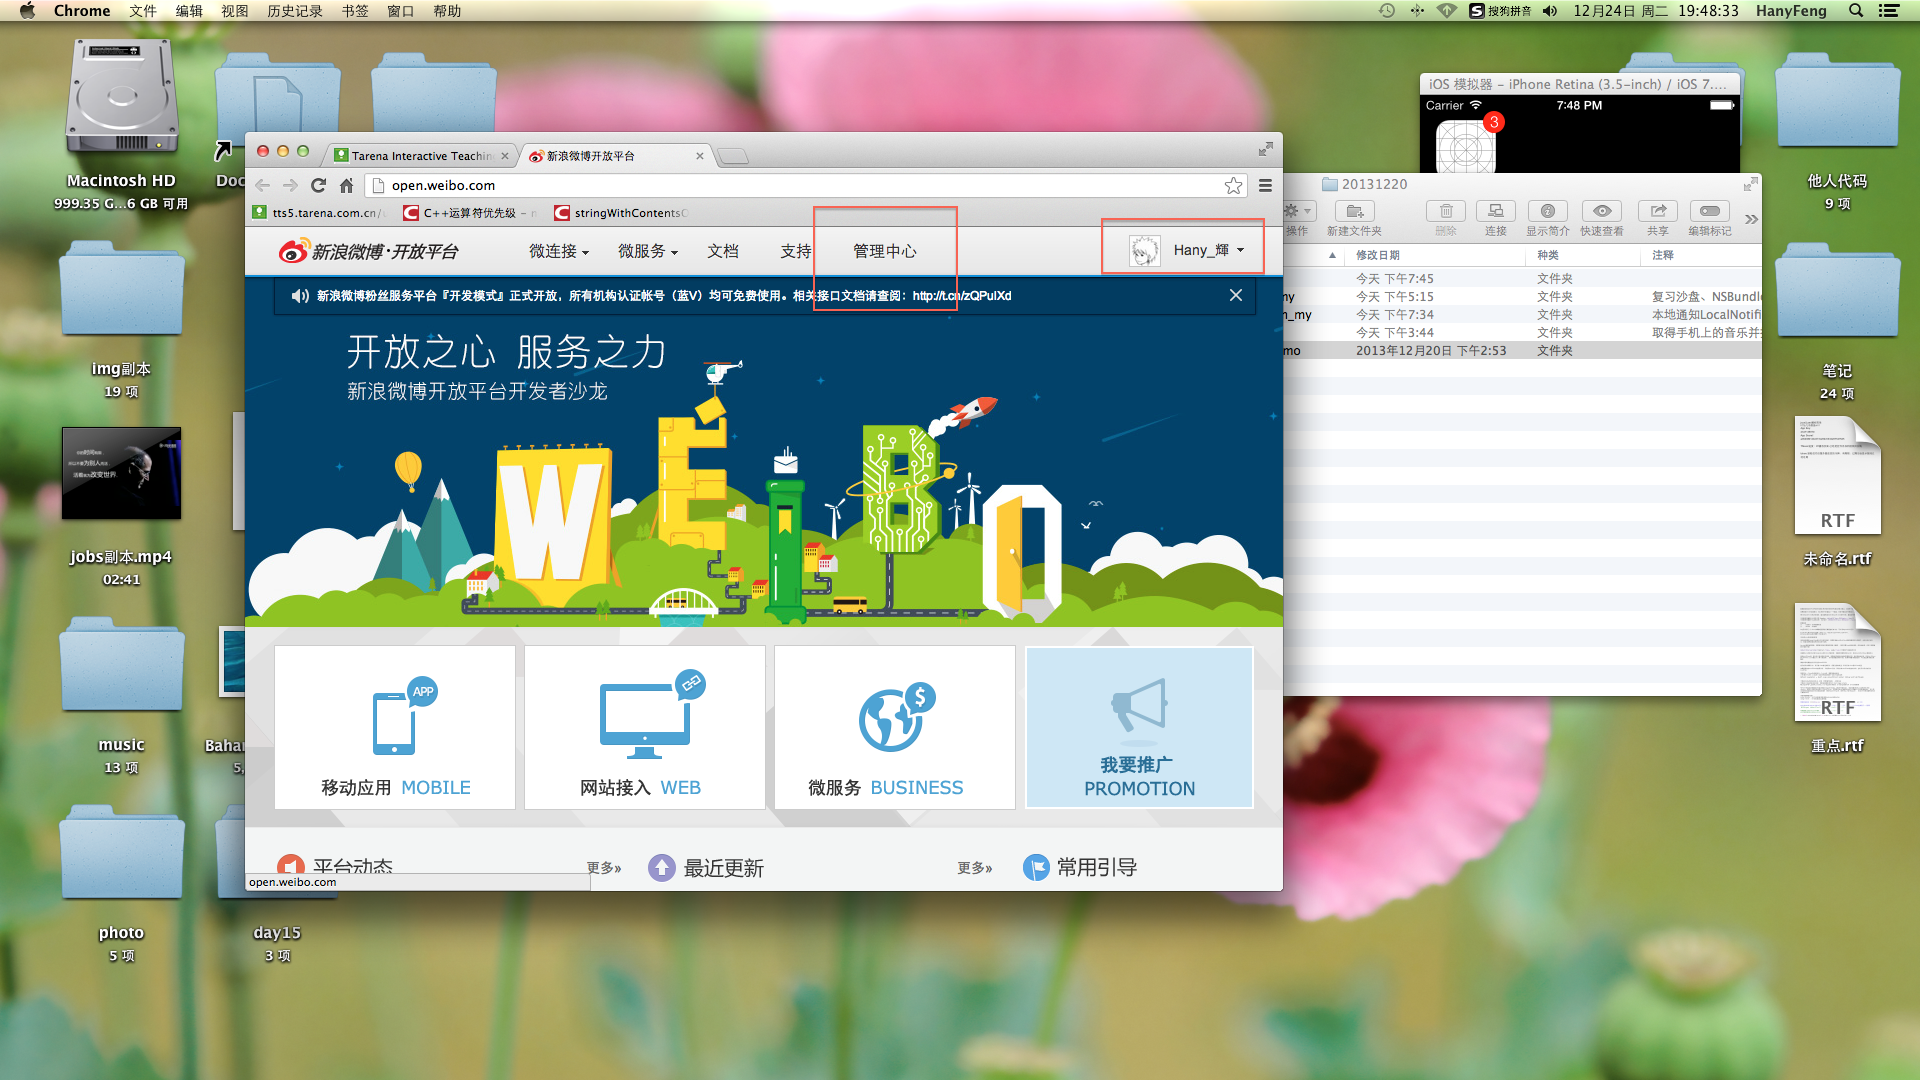 Chrome 文件 编辑 视图 历史记录 书签 窗口 帮助
搜狗拼音 12月24日 周二 19:48:33 HanyFeng
Macintosh HD
999.35 G...6 GB 可用
img副本
19 项
jobs副本.mp4
02:41
music
13 项
photo
5 项
day15
3 项
Tarena Interactive Teachin
新浪微博开放平台
open.weibo.com
tts5.tarena.com.cn/
C++运算符优先级 -
stringWithContentsO
新浪微博·开放平台
微连接 微服务 文档 支持 管理中心
Hany_輝
新浪微博粉丝服务平台『开发模式』正式开放，所有机构认证帐号（蓝V）均可免费使用。相关接口文档请查阅：http://t.cn/zQPuIXd
开放之心 服务之力
新浪微博开放平台开发者沙龙
WEIBO
APP
$
移动应用 MOBILE
网站接入 WEB
微服务 BUSINESS
我要推广
PROMOTION
平台动态 更多»
最近更新 更多»
常用引导
open.weibo.com
iOS 模拟器 - iPhone Retina (3.5-inch) / iOS 7....
Carrier 7:48 PM
3
20131220
操作 新建文件夹 删除 连接 显示简介 快速查看 共享 编辑标记
修改日期 种类 注释
今天 下午7:45 文件夹
my 今天 下午5:15 文件夹 复习沙盘、NSBundle
n_my 今天 下午7:34 文件夹 本地通知LocalNotifi
今天 下午3:44 文件夹 取得手机上的音乐并
mo 2013年12月20日 下午2:53 文件夹
他人代码
9 项
笔记
24 项
RTF
未命名.rtf
RTF
重点.rtf